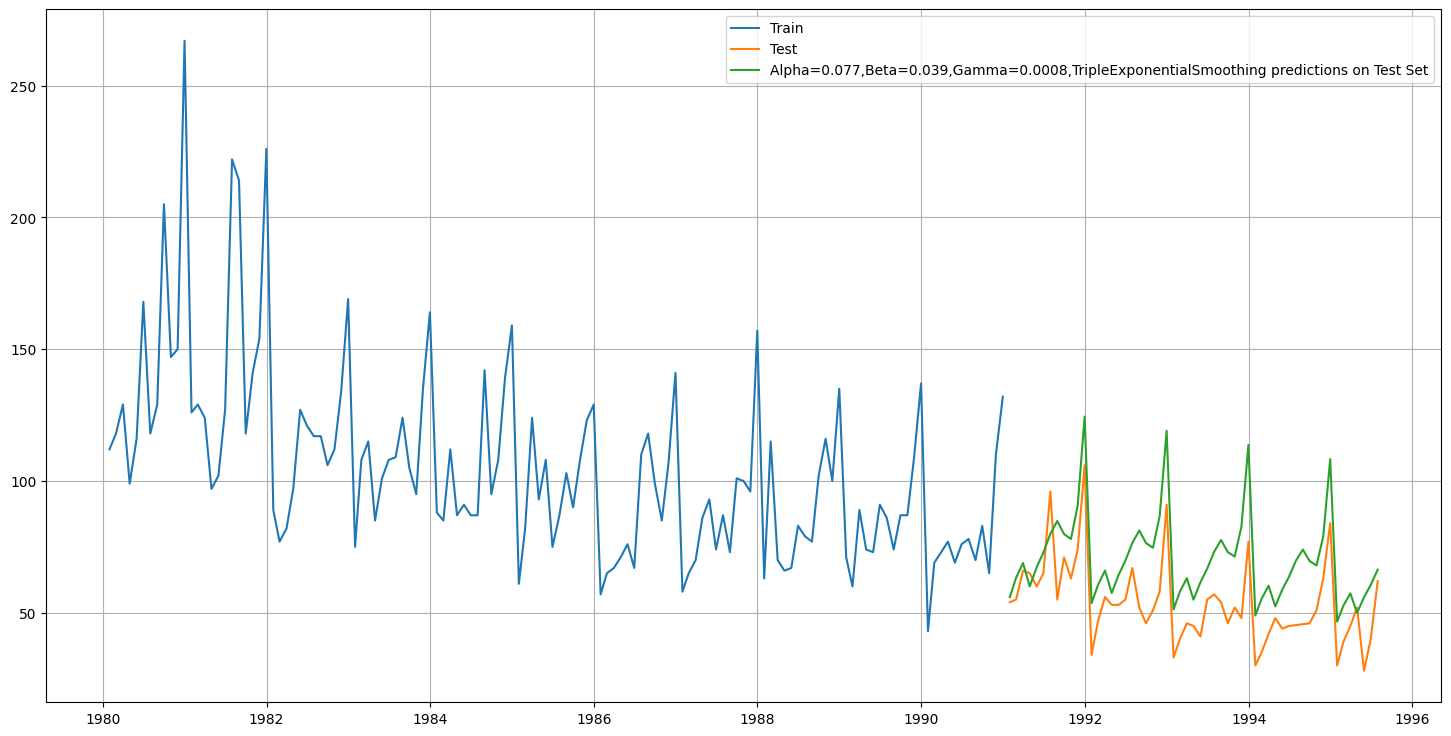 Train
Test
Alpha=0.077,Beta=0.039,Gamma=0.0008,TripleExponentialSmoothing predictions on Test Set
250
200
150
100
50
1980 1982 1984 1986 1988 1990 1992 1994 1996